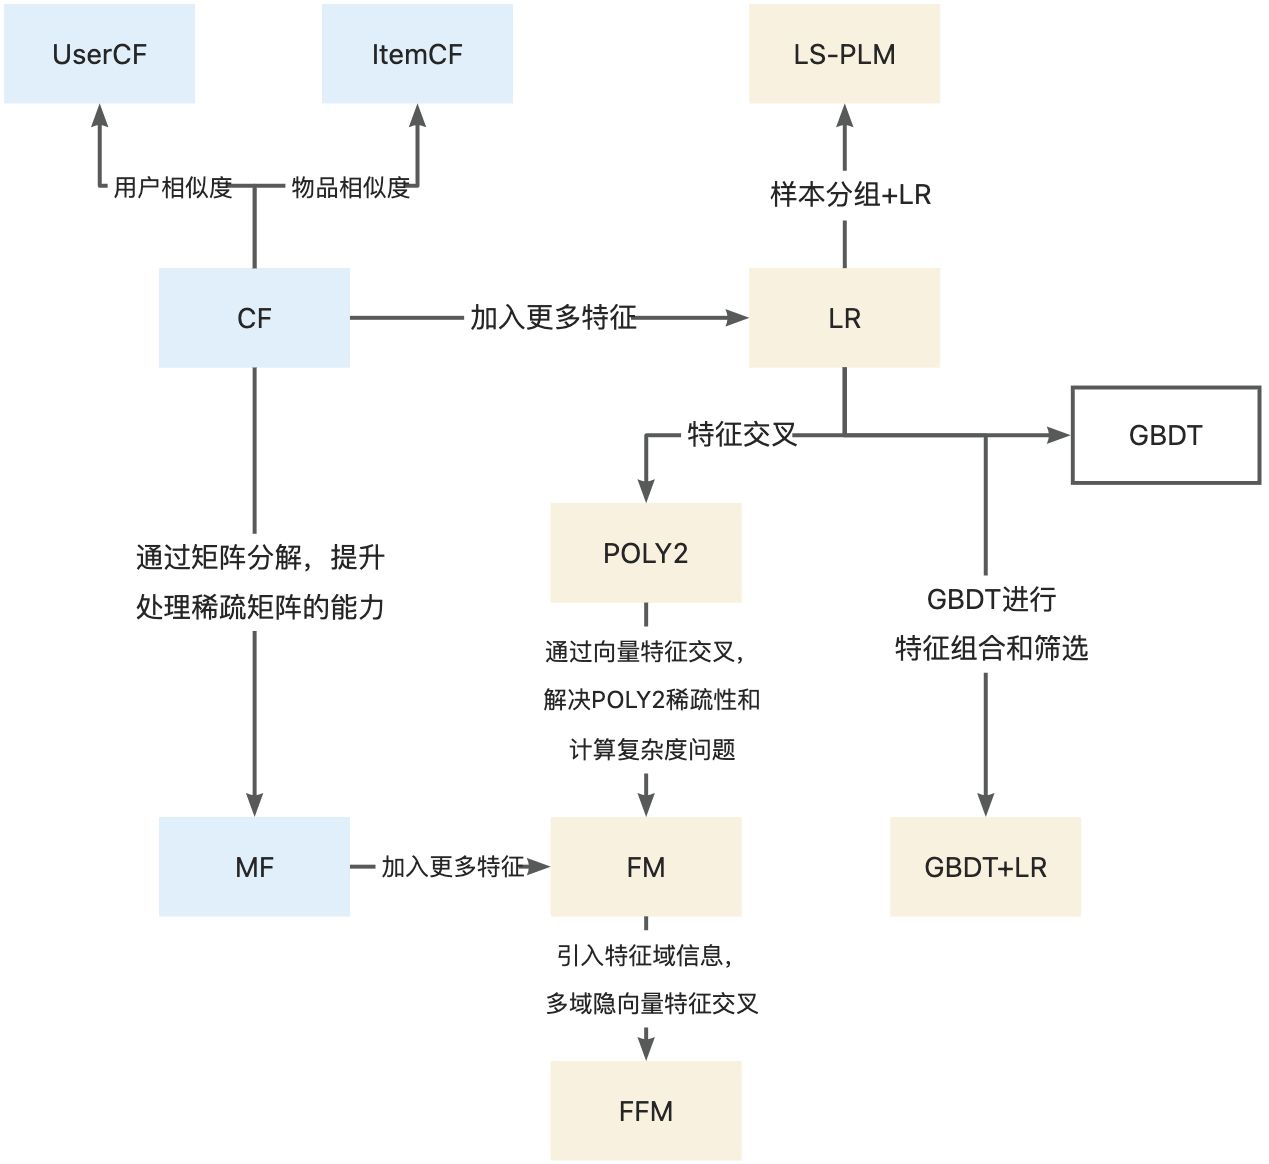 UserCF
ItemCF
LS-PLM
用户相似度
物品相似度
样本分组+LR
CF
加入更多特征
LR
特征交叉
GBDT
POLY2
通过矩阵分解，提升
处理稀疏矩阵的能力
GBDT进行
特征组合和筛选
通过向量特征交叉，
解决POLY2稀疏性和
计算复杂度问题
MF
加入更多特征
FM
GBDT+LR
引入特征域信息，
多域隐向量特征交叉
FFM